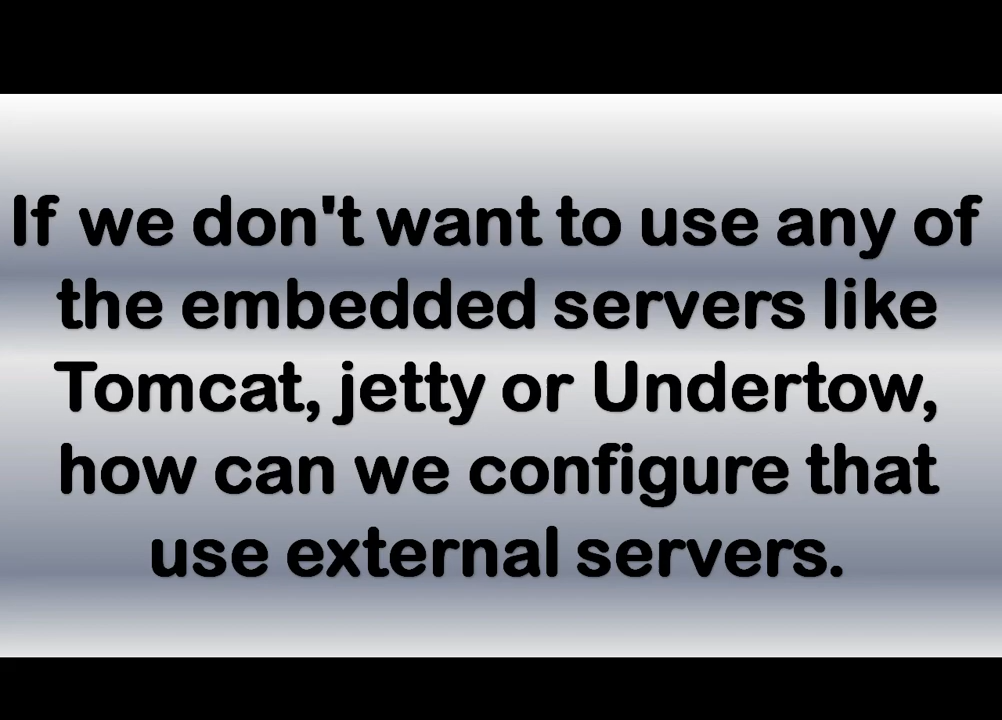 If we don't want to use any of
the embedded servers like
Tomcat, jetty or Undertow,
how can we configure that
use external servers.